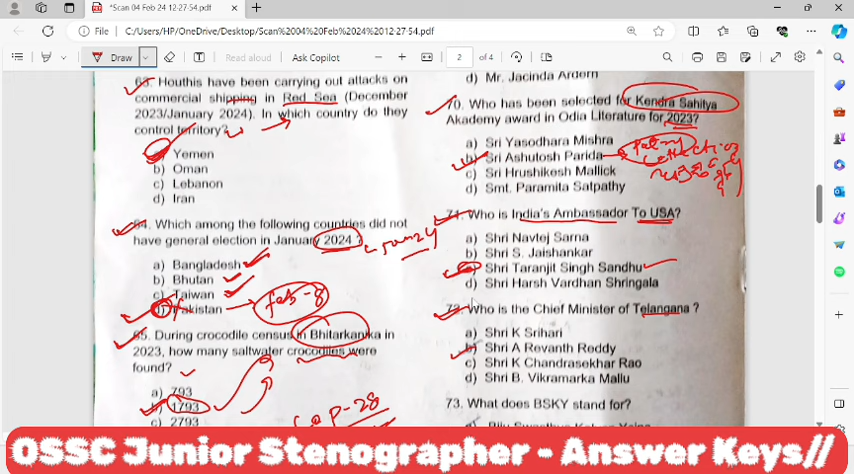 *Scan 04 Feb 24 2012-27-54.pdf
File
C:/Users/HP/OneDrive/Desktop/Scan%2004%20Feb%2024%2012-27-54.pdf
Draw
Read aloud
Ask Copilot
2
of 4
63. Houthis have been carrying out attacks on
commercial shipping in Red Sea (December
2023/January 2024). In which country do they
control territory?
a) Yemen
b) Oman
c) Lebanon
d) Iran
64. Which among the following countries did not
have general election in January 2024 ?
a) Bangladesh
b) Bhutan
c) Taiwan
d) Pakistan
Feb-8
65. During crocodile census in Bhitarkanika in
2023, how many saltwater crocodiles were
found?
a) 793
b) 1793
c) 2793
d) Mr. Jacinda Ardern
70. Who has been selected for Kendra Sahitya
Akademy award in Odia Literature for 2023?
a) Sri Yasodhara Mishra
b) Sri Ashutosh Parida
c) Sri Hrushikesh Mallick
d) Smt. Paramita Satpathy
71. Who is India's Ambassador To USA?
a) Shri Navtej Sarna
b) Shri S. Jaishankar
c) Shri Taranjit Singh Sandhu
d) Shri Harsh Vardhan Shringala
72. Who is the Chief Minister of Telangana ?
a) Shri K Srihari
b) Shri A Revanth Reddy
c) Shri K Chandrasekhar Rao
d) Shri B. Vikramarka Mallu
73. What does BSKY stand for?
OSSC Junior Stenographer - Answer Keys//